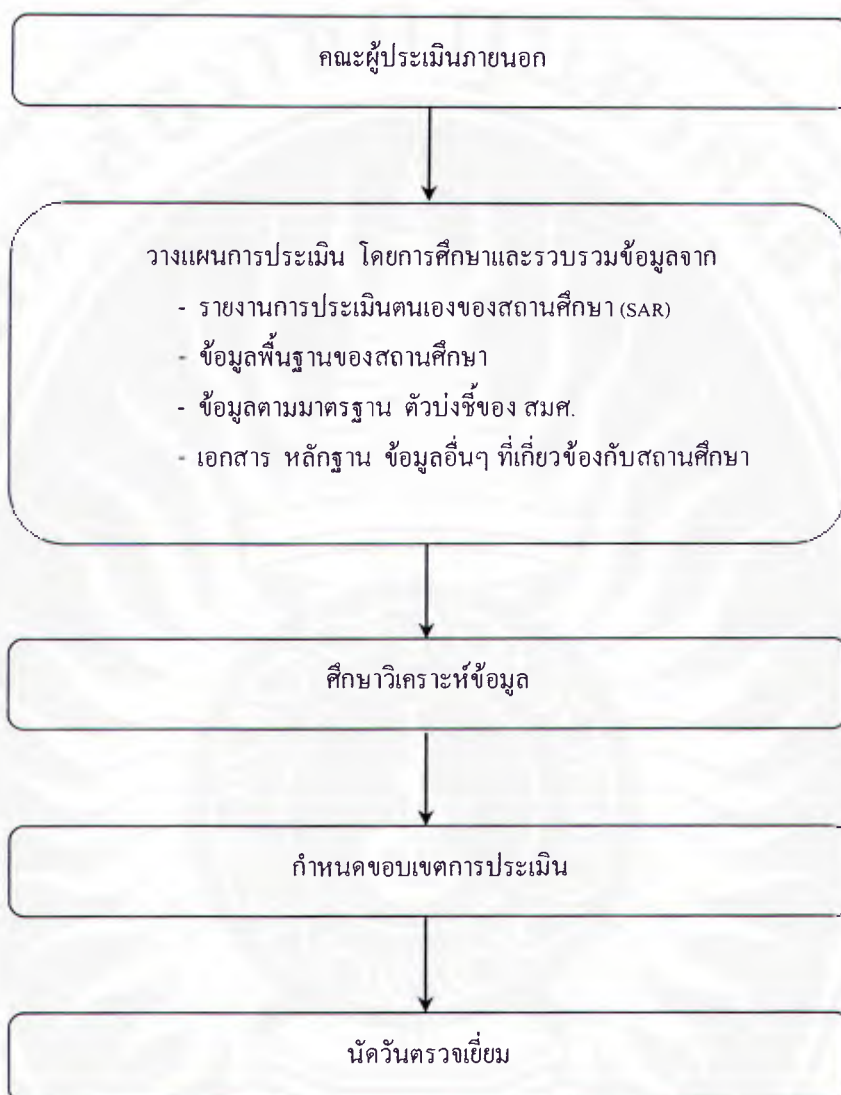 คณะผู้ประเมินภายนอก
วางแผนการประเมิน โดยการศึกษาและรวบรวมข้อมูลจาก
- รายงานการประเมินตนเองของสถานศึกษา (SAR)
- ข้อมูลพื้นฐานของสถานศึกษา
- ข้อมูลตามมาตรฐาน ตัวบ่งชี้ของ สมศ.
- เอกสาร หลักฐาน ข้อมูลอื่นๆ ที่เกี่ยวข้องกับสถานศึกษา
ศึกษาวิเคราะห์ข้อมูล
กำหนดขอบเขตการประเมิน
นัดวันตรวจเยี่ยม